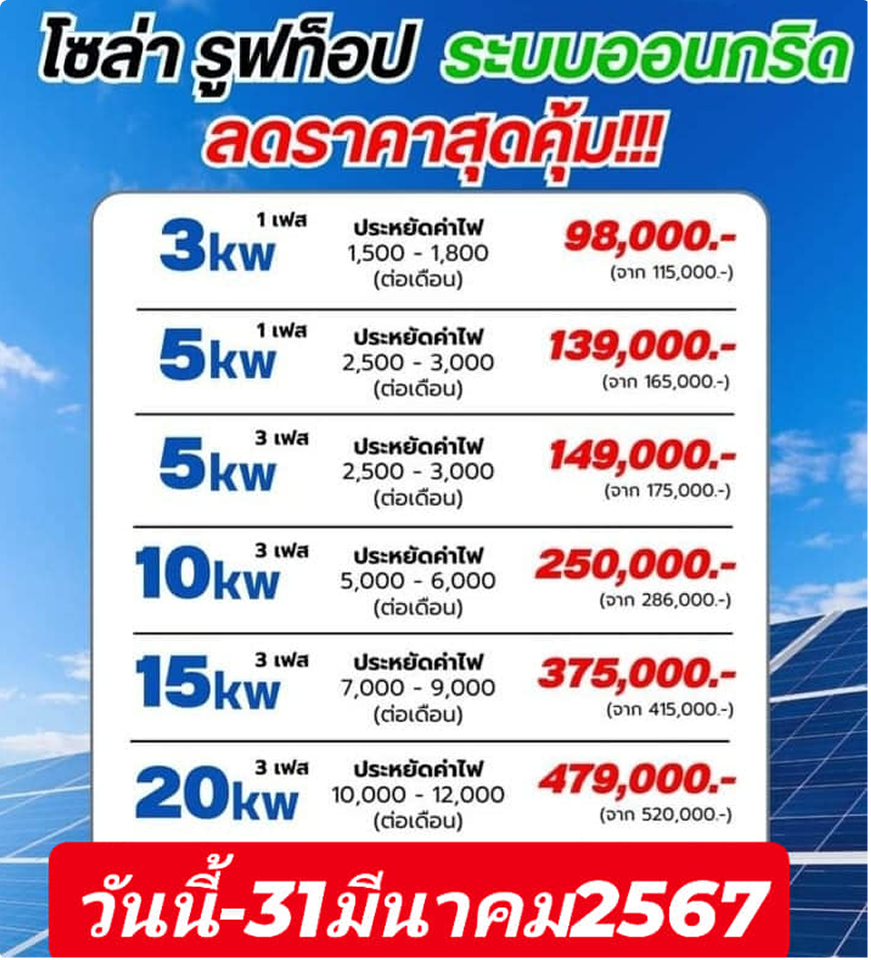 โซล่า รูฟท็อป ระบบออนกริด
ลดราคาสุดคุ้ม!!!
3kw 1 เฟส ประหยัดค่าไฟ 98,000.-
1,500 - 1,800 (จาก 115,000.-)
(ต่อเดือน)
5kw 1 เฟส ประหยัดค่าไฟ 139,000.-
2,500 - 3,000 (จาก 165,000.-)
(ต่อเดือน)
5kw 3 เฟส ประหยัดค่าไฟ 149,000.-
2,500 - 3,000 (จาก 175,000.-)
(ต่อเดือน)
10kw 3 เฟส ประหยัดค่าไฟ 250,000.-
5,000 - 6,000 (จาก 286,000.-)
(ต่อเดือน)
15kw 3 เฟส ประหยัดค่าไฟ 375,000.-
7,000 - 9,000 (จาก 415,000.-)
(ต่อเดือน)
20kw 3 เฟส ประหยัดค่าไฟ 479,000.-
10,000 - 12,000 (จาก 520,000.-)
(ต่อเดือน)
วันนี้-31มีนาคม2567